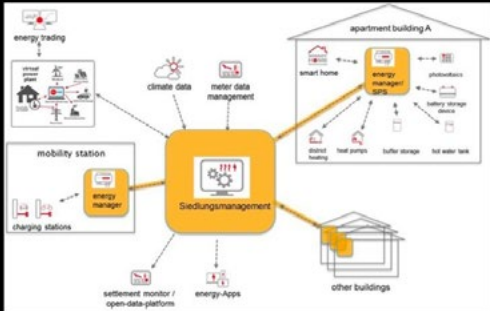 energy trading
virtual
power
plant
climate data
meter data
management
apartment building A
smart home
energy
manager/
SPS
photovoltaics
battery storage
device
district
heating
heat pumps
buffer storage
hot water tank
mobility station
energy
manager
charging stations
Siedlungsmanagement
settlement monitor /
open-data-platform
energy-Apps
other buildings